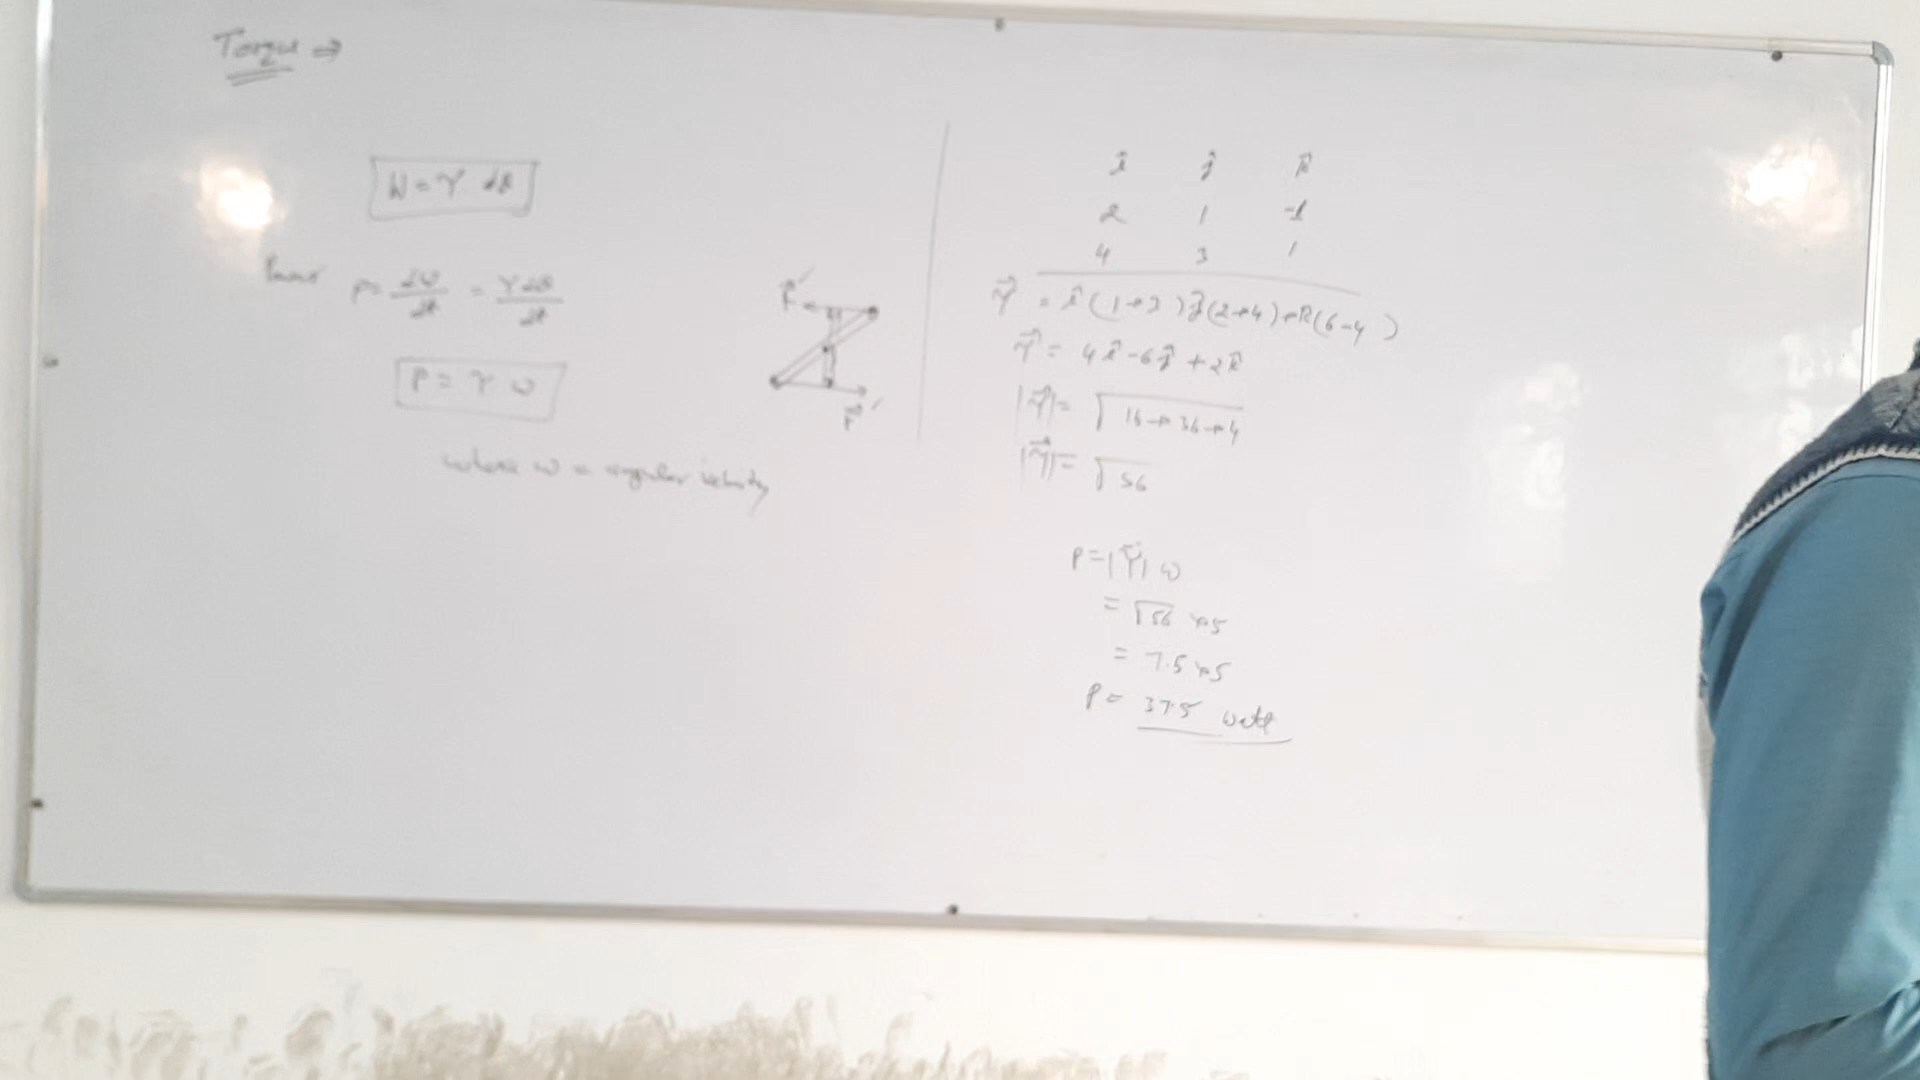 Torque ⇒
W = τ dθ
Power P = dw/dt = τ dθ/dt
P = τ ω
where ω = angular velocity
F'
F'
î ĵ k̂
2 1 -1
4 3 1
τ⃗ = î(1+3) ĵ(2+4)+k̂(6-4)
τ⃗ = 4î-6ĵ+2k̂
|τ⃗| = √16+36+4
|τ⃗| = √56
P = |τ⃗| ω
= √56 ×5
= 7.5×5
P = 37.5 watt